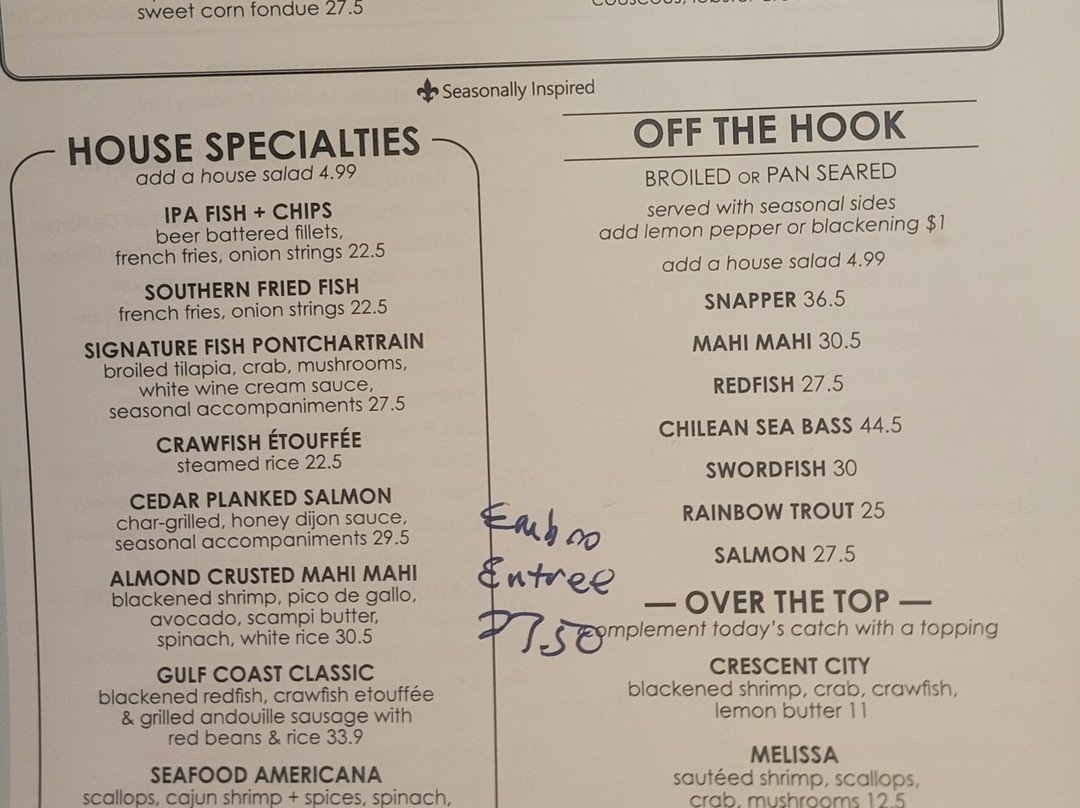 sweet corn fondue 27.5
Seasonally Inspired
HOUSE SPECIALTIES
add a house salad 4.99
IPA FISH + CHIPS
beer battered fillets,
french fries, onion strings 22.5
SOUTHERN FRIED FISH
french fries, onion strings 22.5
SIGNATURE FISH PONTCHARTRAIN
broiled tilapia, crab, mushrooms,
white wine cream sauce,
seasonal accompaniments 27.5
CRAWFISH ÉTOUFFÉE
steamed rice 22.5
CEDAR PLANKED SALMON
char-grilled, honey dijon sauce,
seasonal accompaniments 29.5
ALMOND CRUSTED MAHI MAHI
blackened shrimp, pico de gallo,
avocado, scampi butter,
spinach, white rice 30.5
GULF COAST CLASSIC
blackened redfish, crawfish etouffée
& grilled andouille sausage with
red beans & rice 33.9
SEAFOOD AMERICANA
scallops, cajun shrimp + spices, spinach,
Entree
27.50
OFF THE HOOK
BROILED OR PAN SEARED
served with seasonal sides
add lemon pepper or blackening $1
add a house salad 4.99
SNAPPER 36.5
MAHI MAHI 30.5
REDFISH 27.5
CHILEAN SEA BASS 44.5
SWORDFISH 30
RAINBOW TROUT 25
SALMON 27.5
— OVER THE TOP —
complement today's catch with a topping
CRESCENT CITY
blackened shrimp, crab, crawfish,
lemon butter 11
MELISSA
sautéed shrimp, scallops,
crab, mushrooms 12.5